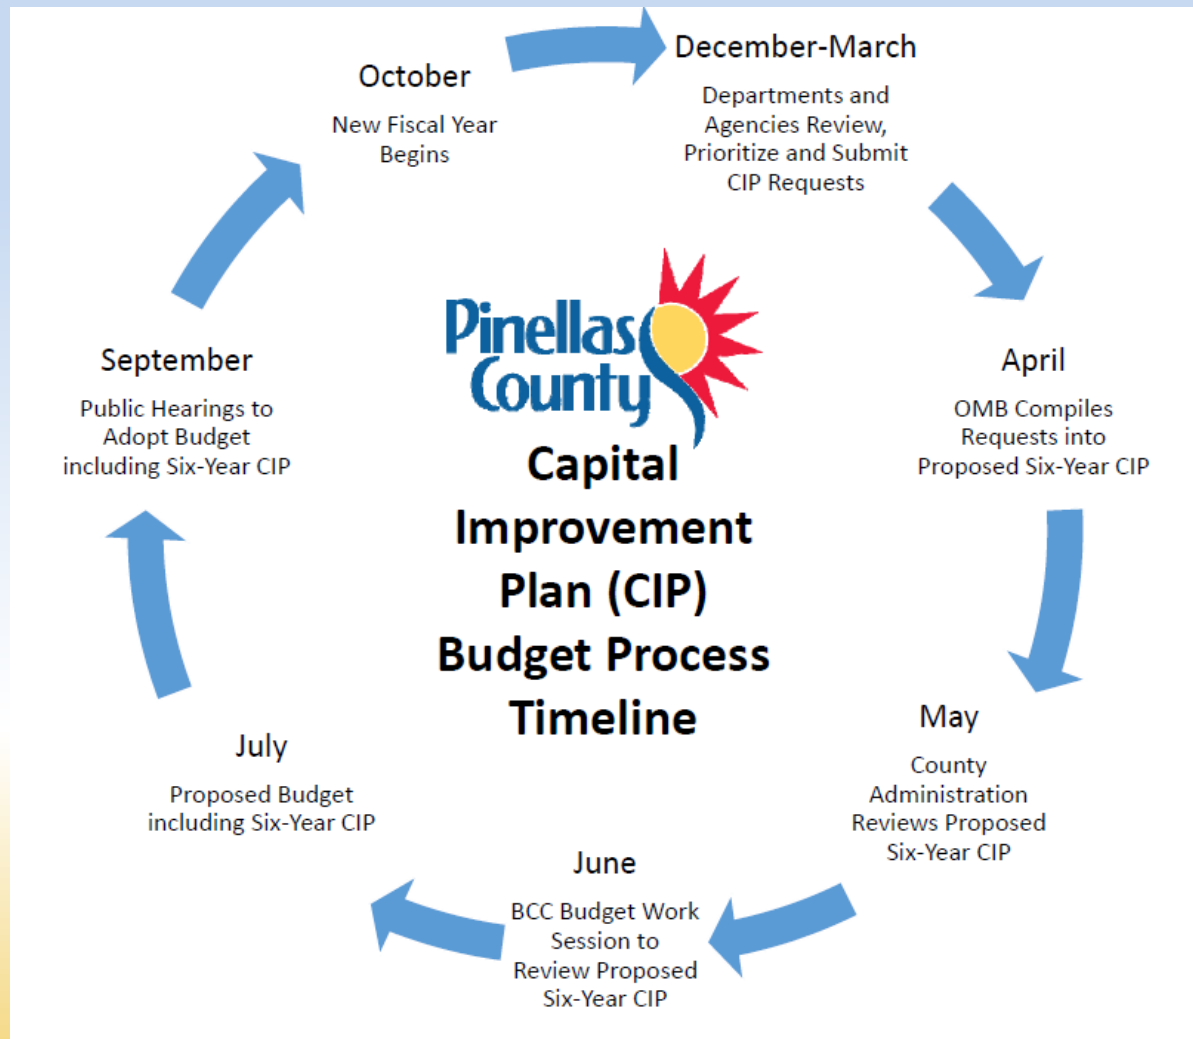 October
New Fiscal Year
Begins
December-March
Departments and
Agencies Review,
Prioritize and Submit
CIP Requests
April
OMB Compiles
Requests into
Proposed Six-Year CIP
May
County
Administration
Reviews Proposed
Six-Year CIP
June
BCC Budget Work
Session to
Review Proposed
Six-Year CIP
July
Proposed Budget
including Six-Year CIP
September
Public Hearings to
Adopt Budget
including Six-Year CIP
Pinellas
County
Capital
Improvement
Plan (CIP)
Budget Process
Timeline